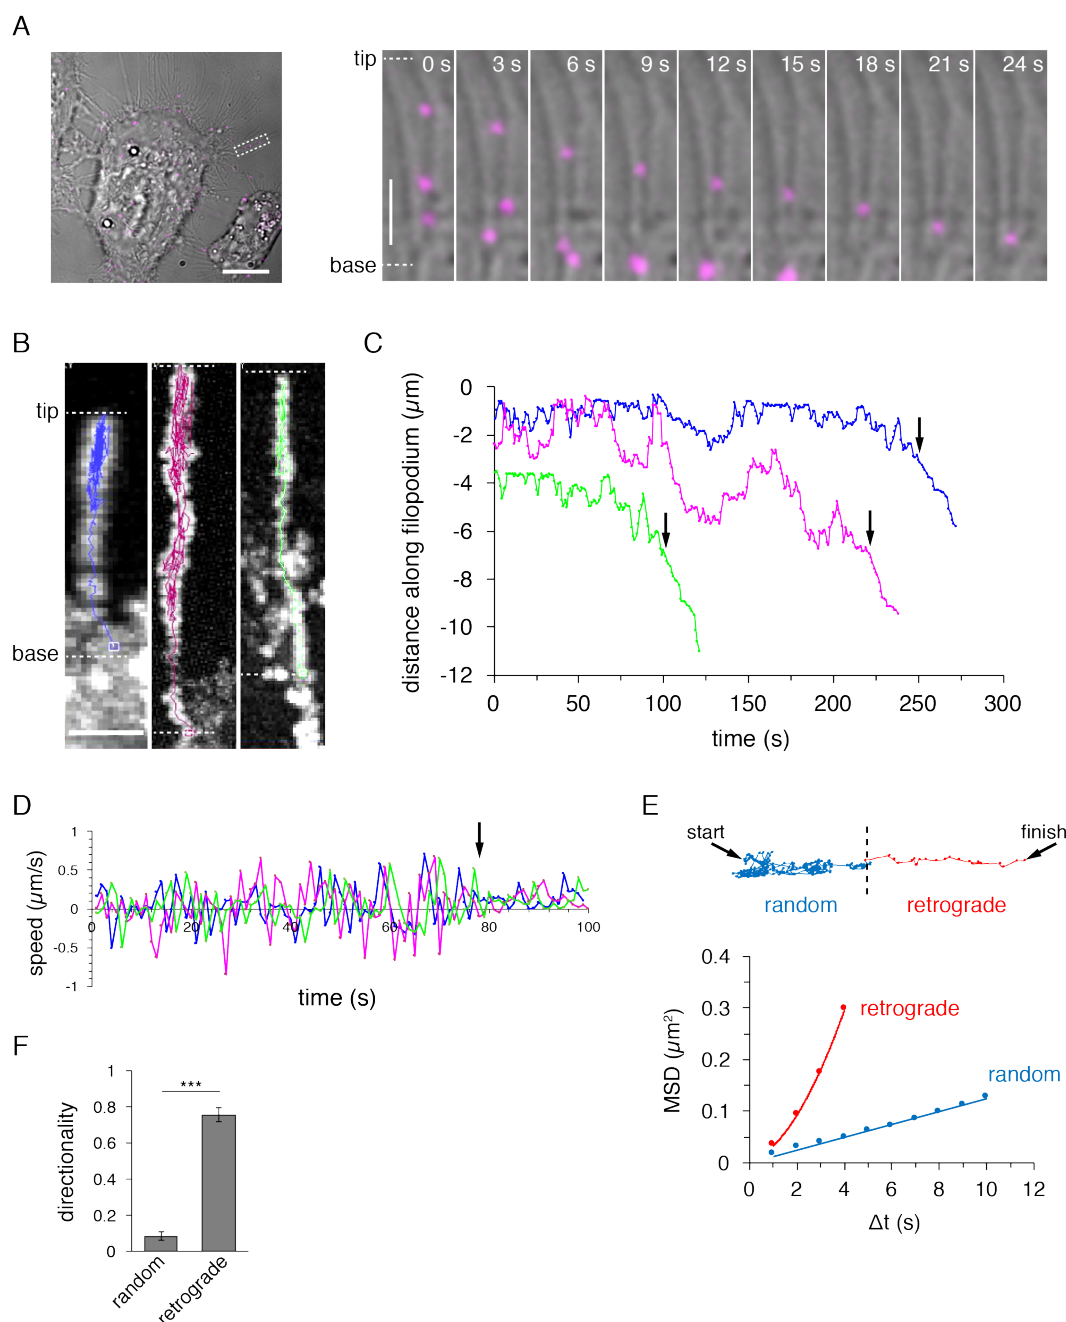 A
tip
0 s 3 s 6 s 9 s 12 s 15 s 18 s 21 s 24 s
base
B
tip
base
C
distance along filopodium (µm)
0
-2
-4
-6
-8
-10
-12
0 50 100 150 200 250 300
time (s)
D
speed (µm/s)
1
0.5
0
-0.5
-1
0 20 40 60 80 100
time (s)
E
start
finish
random
retrograde
MSD (µm²)
0.4
0.3
0.2
0.1
0
retrograde
random
0 2 4 6 8 10 12
Δt (s)
F
directionality
1
0.8
0.6
0.4
0.2
0
***
random
retrograde